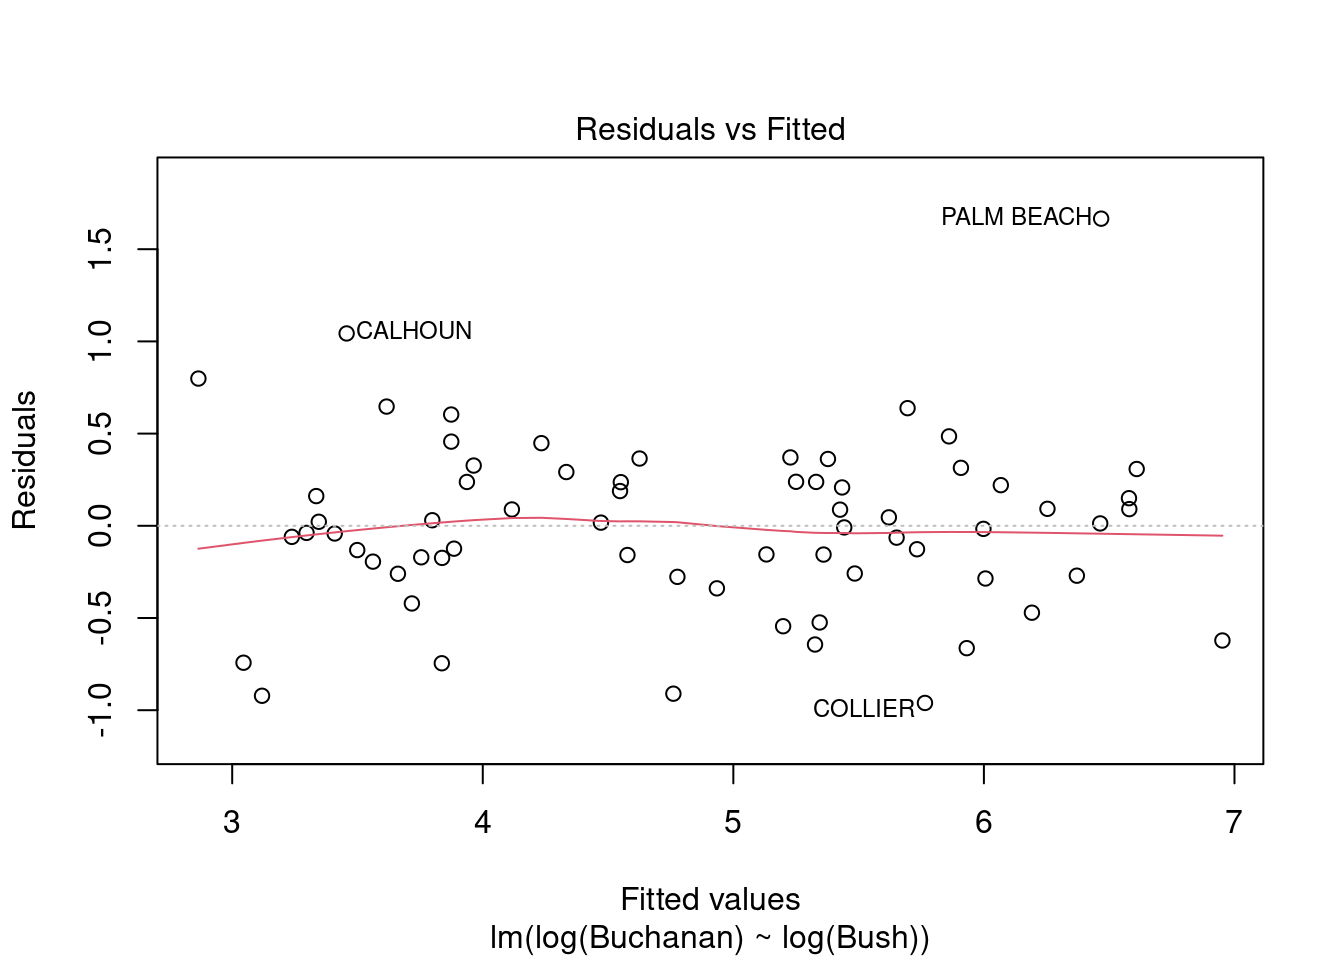 Residuals vs Fitted
Residuals
1.5
1.0
0.5
0.0
-0.5
-1.0
PALM BEACH
CALHOUN
COLLIER
3 4 5 6 7
Fitted values
lm(log(Buchanan) ~ log(Bush))